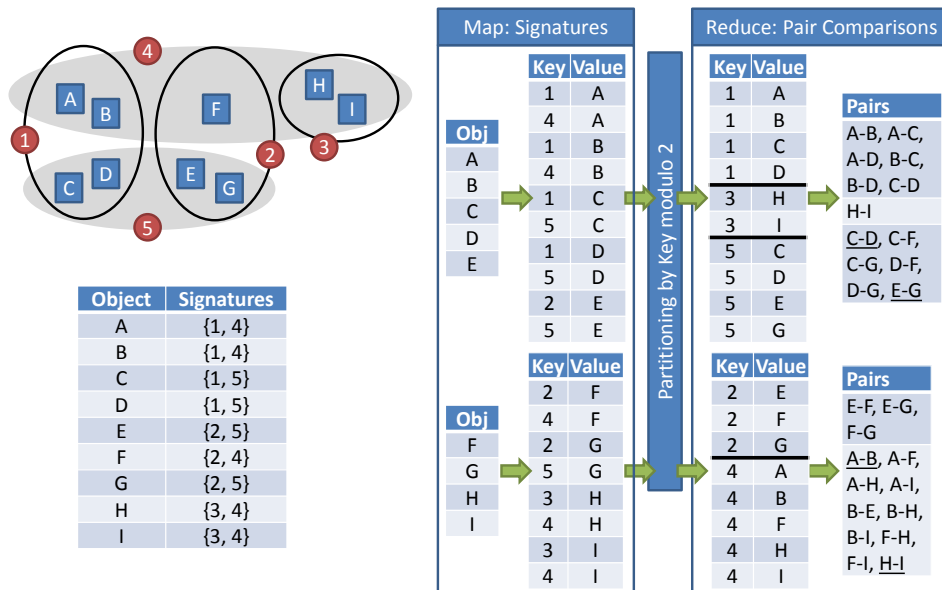 4
A
B
F
H
I
1
2
3
C
D
E
G
5
Object Signatures
A {1, 4}
B {1, 4}
C {1, 5}
D {1, 5}
E {2, 5}
F {2, 4}
G {2, 5}
H {3, 4}
I {3, 4}
Map: Signatures
Obj
A
B
C
D
E
Key Value
1 A
4 A
1 B
4 B
1 C
5 C
1 D
5 D
2 E
5 E
Obj
F
G
H
I
Key Value
2 F
4 F
2 G
5 G
3 H
4 H
3 I
4 I
Partitioning by Key modulo 2
Reduce: Pair Comparisons
Key Value
1 A
1 B
1 C
1 D
3 H
3 I
5 C
5 D
5 E
5 G
Pairs
A-B, A-C,
A-D, B-C,
B-D, C-D
H-I
C-D, C-F,
C-G, D-F,
D-G, E-G
Key Value
2 E
2 F
2 G
4 A
4 B
4 F
4 H
4 I
Pairs
E-F, E-G,
F-G
A-B, A-F,
A-H, A-I,
B-E, B-H,
B-I, F-H,
F-I, H-I